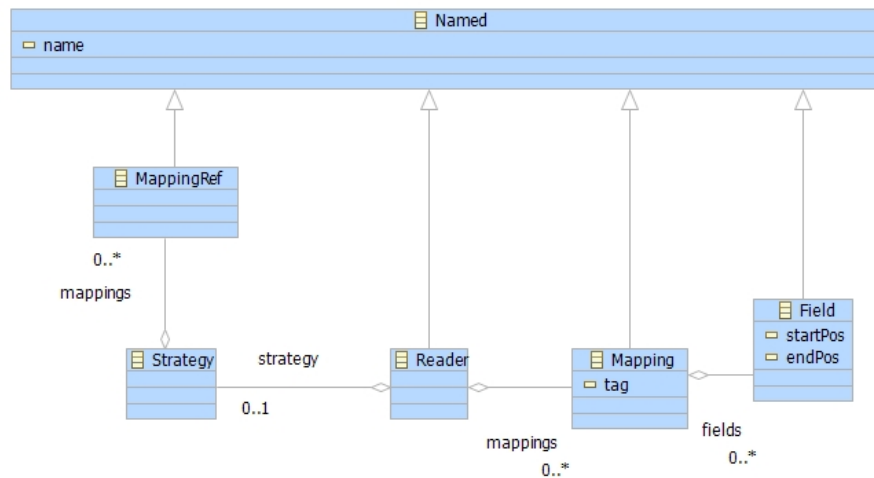 Named
name
MappingRef
0..*
mappings
Field
startPos
endPos
Strategy
strategy
0..1
Reader
Mapping
tag
mappings
0..*
fields
0..*